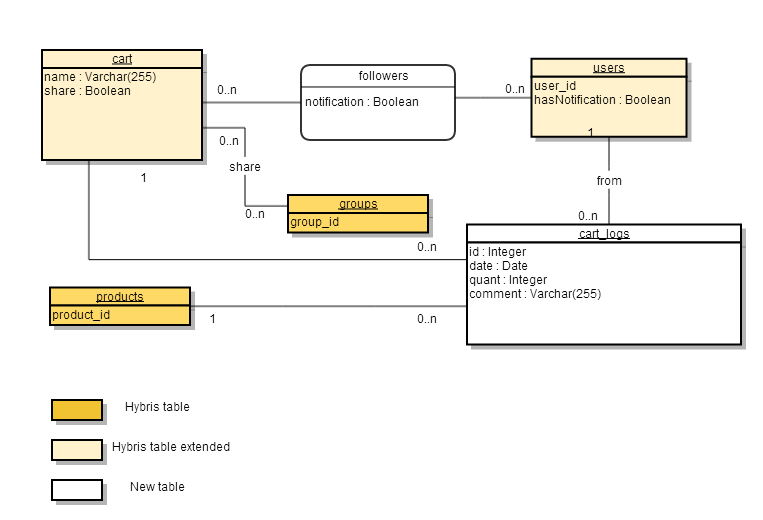 cart
name : Varchar(255)
share : Boolean
0..n
followers
notification : Boolean
0..n
users
user_id
hasNotification : Boolean
1
0..n
share
0..n
1
from
0..n
groups
group_id
0..n
cart_logs
id : Integer
date : Date
quant : Integer
comment : Varchar(255)
products
product_id
1
0..n
Hybris table
Hybris table extended
New table